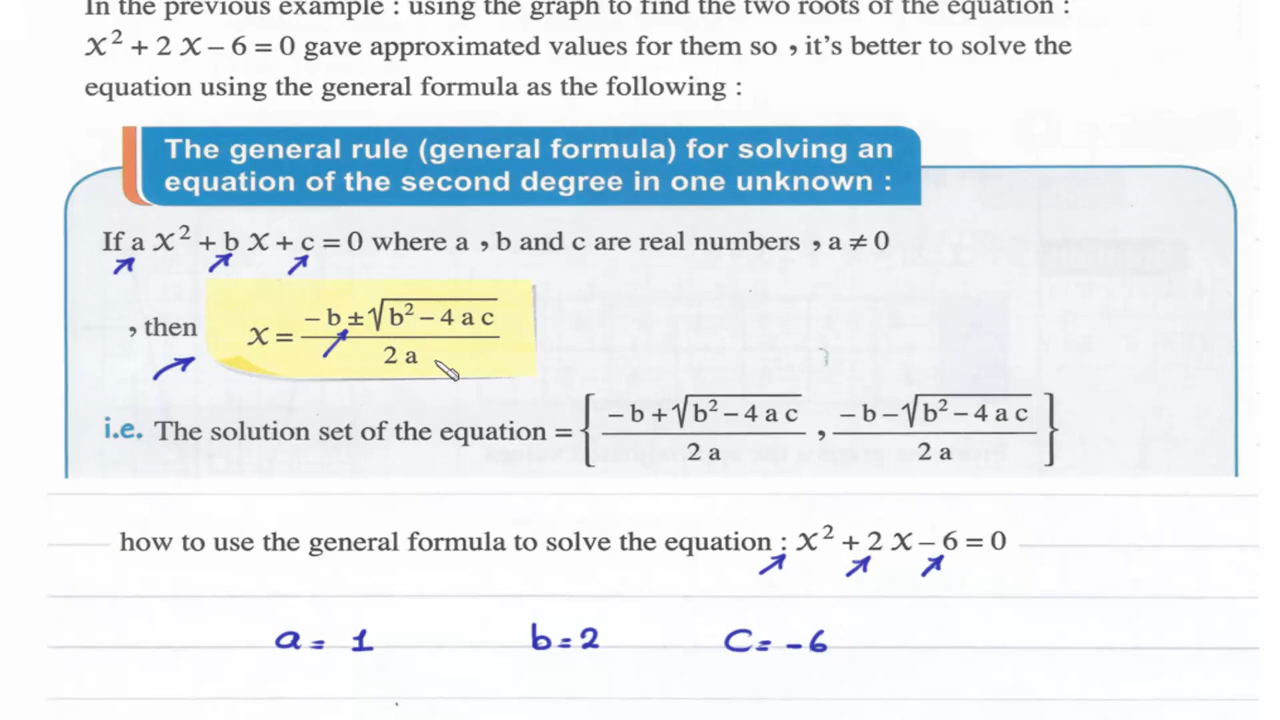 In the previous example : using the graph to find the two roots of the equation :
x² + 2 x – 6 = 0 gave approximated values for them so , it's better to solve the
equation using the general formula as the following :
The general rule (general formula) for solving an
equation of the second degree in one unknown :
If a x² + b x + c = 0 where a , b and c are real numbers , a ≠ 0
, then x = (– b ± √(b² – 4 a c)) / (2 a)
i.e. The solution set of the equation = { (– b + √(b² – 4 a c)) / (2 a) , (– b – √(b² – 4 a c)) / (2 a) }
how to use the general formula to solve the equation : x² + 2 x – 6 = 0
a = 1 b = 2 C = -6